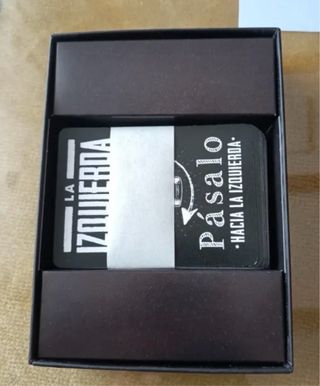 LA
IZQUIERDA
Pásalo
• HACIA LA IZQUIERDA •